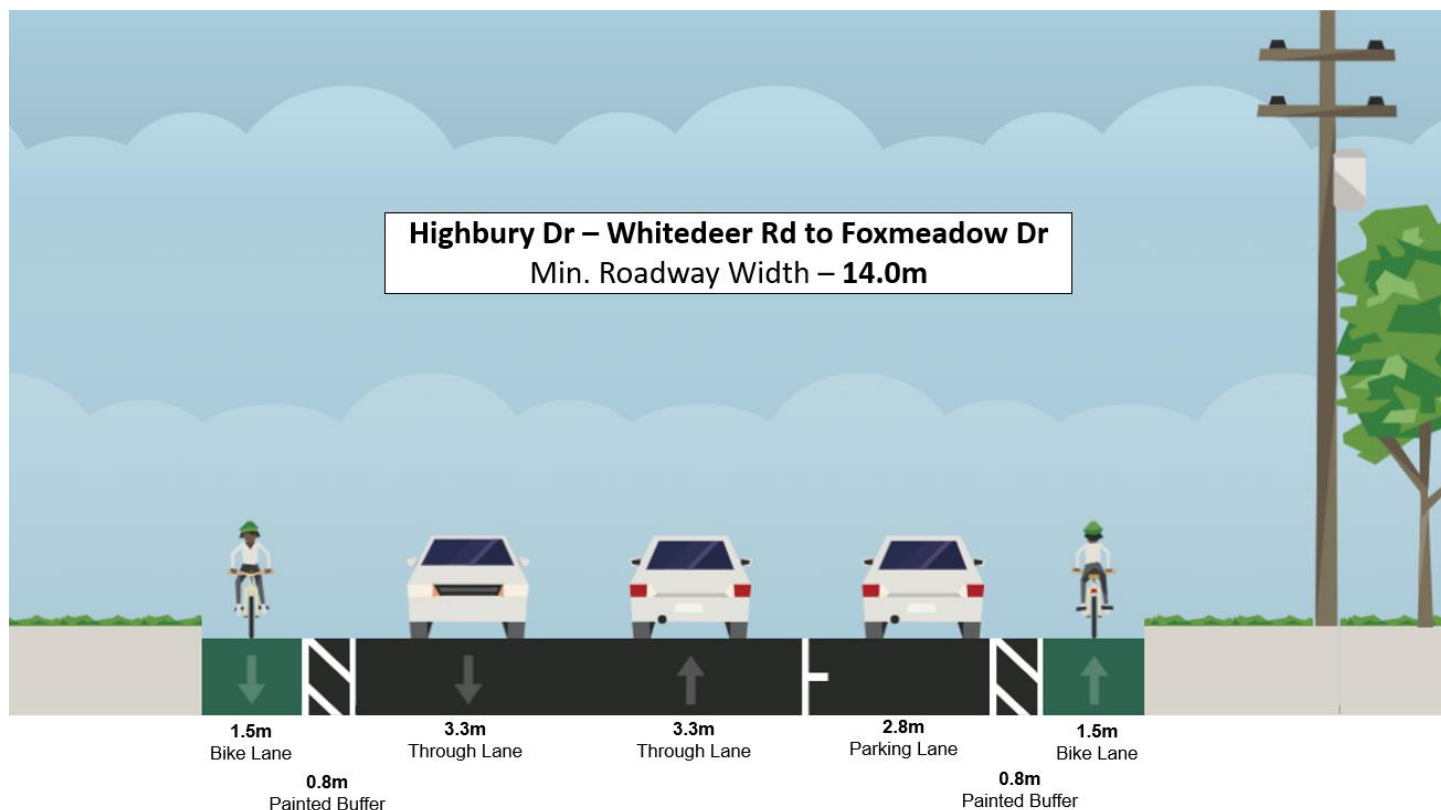 Highbury Dr – Whitedeer Rd to Foxmeadow Dr
Min. Roadway Width – 14.0m
1.5m
Bike Lane
0.8m
Painted Buffer
3.3m
Through Lane
3.3m
Through Lane
2.8m
Parking Lane
0.8m
Painted Buffer
1.5m
Bike Lane